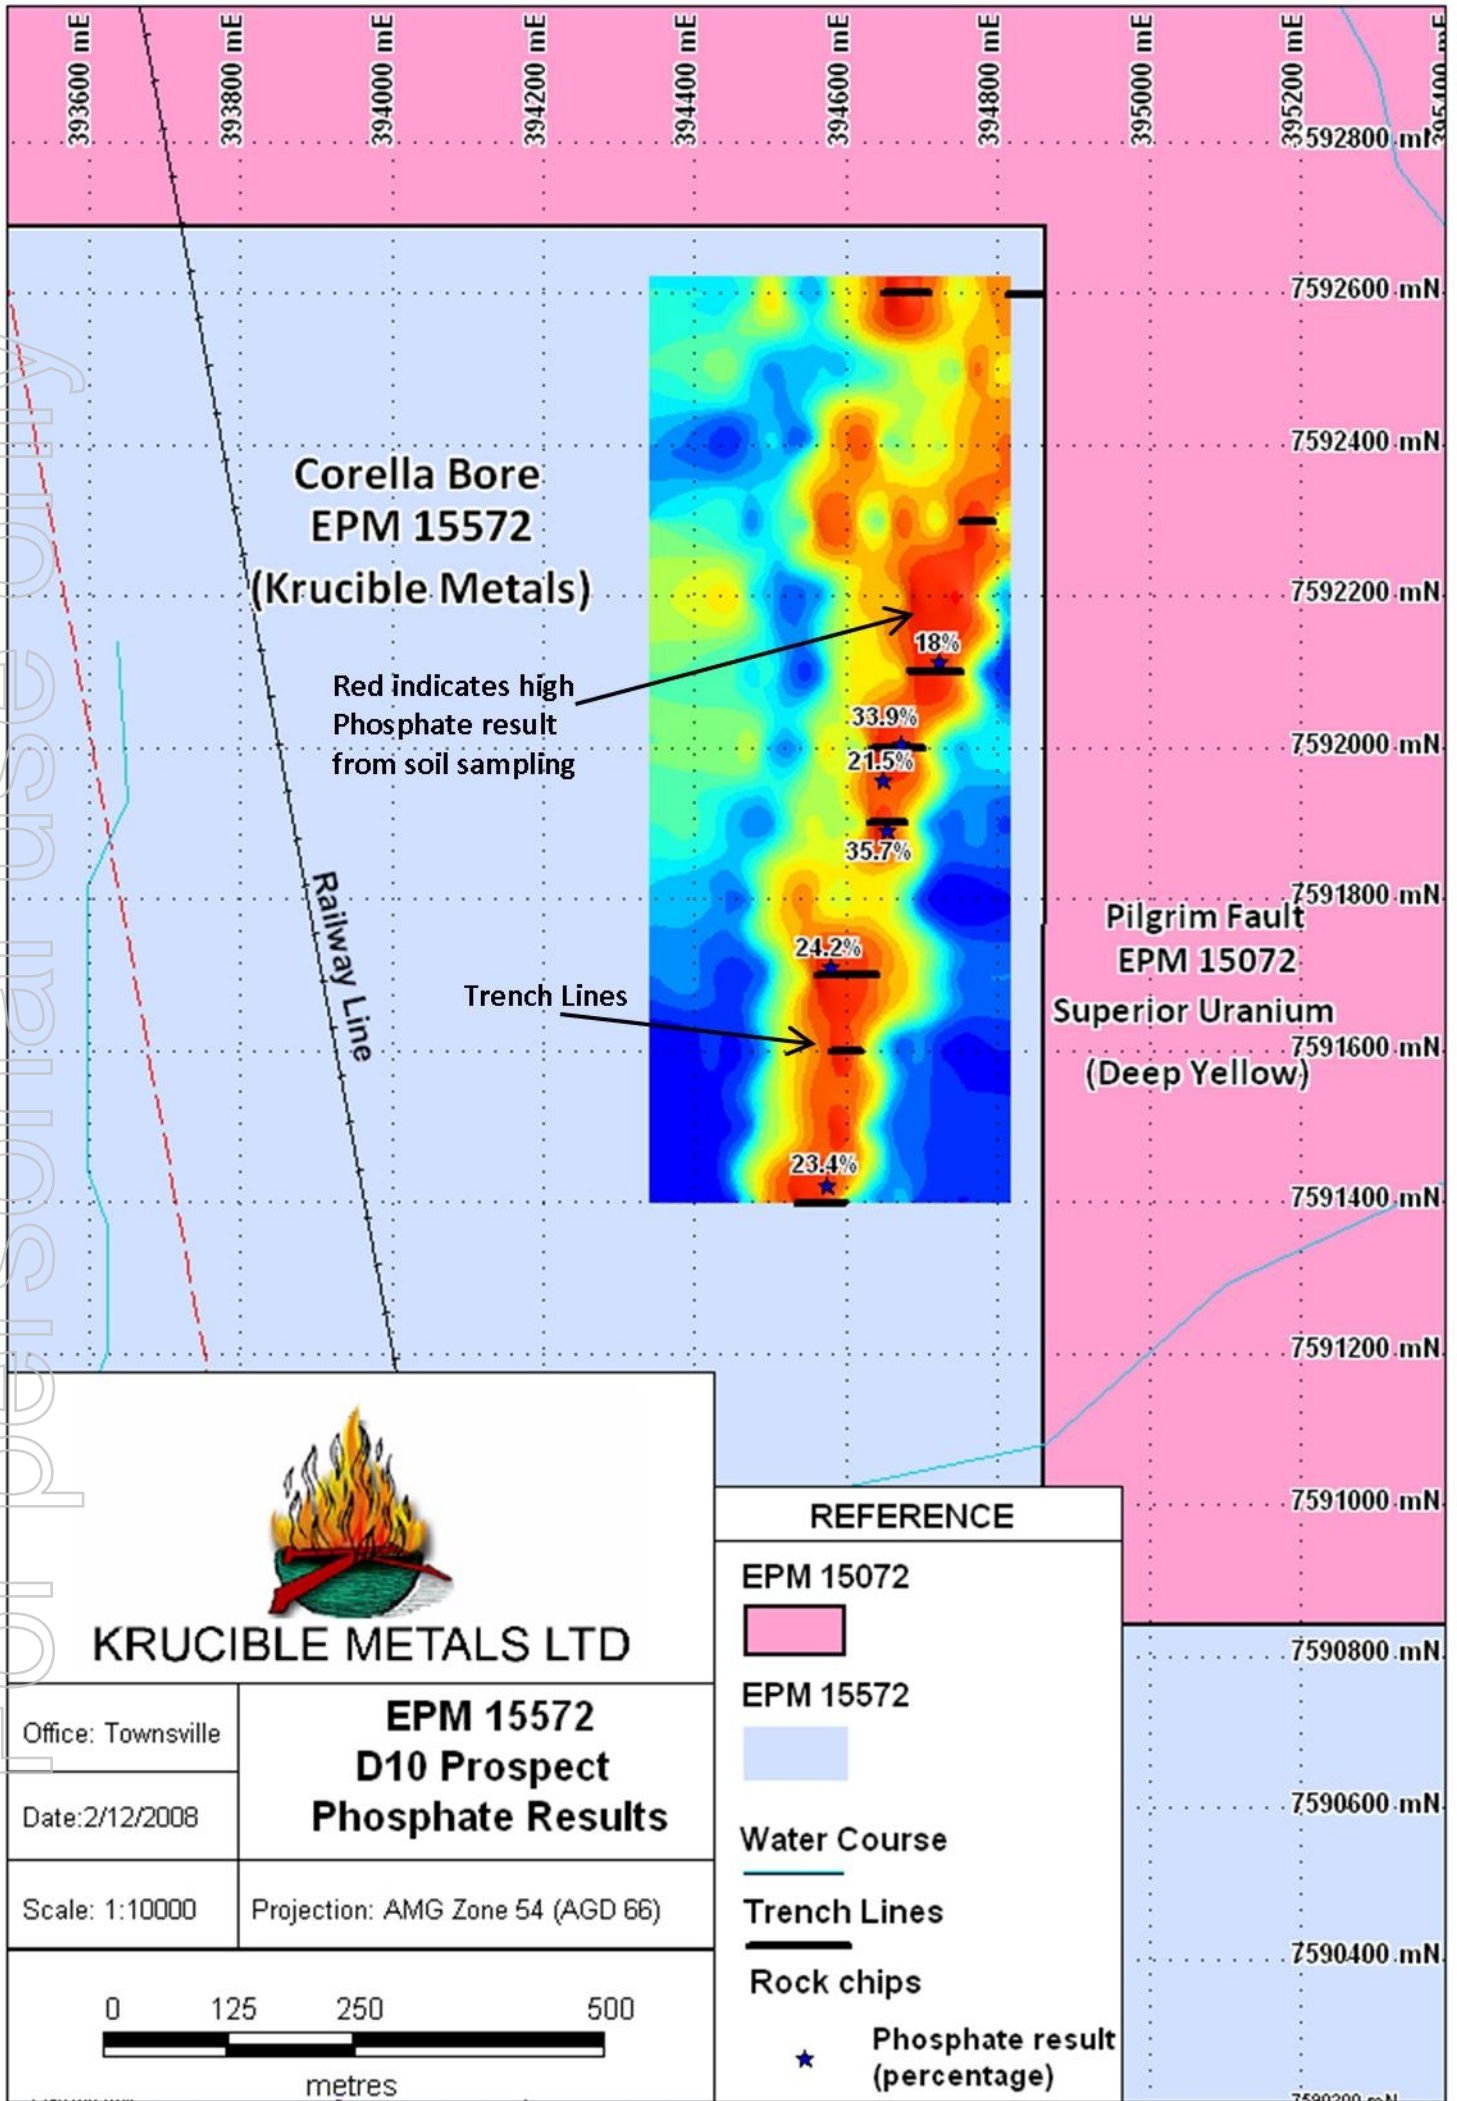 393600 mE
393800 mE
394000 mE
394200 mE
394400 mE
394600 mE
394800 mE
395000 mE
395200 mE
7592600 mN
7592400 mN
7592200 mN
7592000 mN
7591800 mN
7591600 mN
7591400 mN
7591200 mN
7591000 mN
7590800 mN
7590600 mN
7590400 mN
Corella Bore
EPM 15572
(Krucible Metals)
Red indicates high
Phosphate result
from soil sampling
18%
33.9%
21.5%
35.7%
24.2%
23.4%
Railway Line
Trench Lines
Pilgrim Fault
EPM 15072
Superior Uranium
(Deep Yellow)
For personal use only
KRUCIBLE METALS LTD
Office: Townsville
Date:2/12/2008
EPM 15572
D10 Prospect
Phosphate Results
Scale: 1:10000
Projection: AMG Zone 54 (AGD 66)
0 125 250 500
metres
REFERENCE
EPM 15072
EPM 15572
Water Course
Trench Lines
Rock chips
Phosphate result
(percentage)